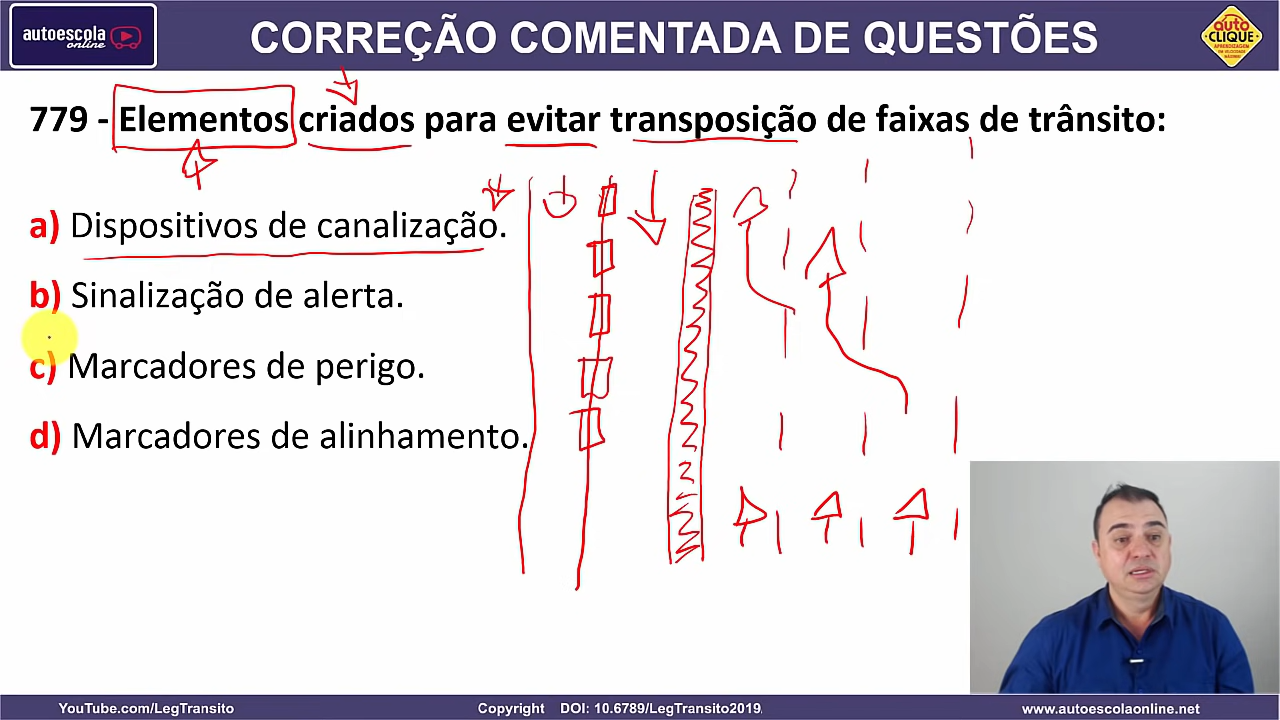 autoescola
online
CORREÇÃO COMENTADA DE QUESTÕES
auto
CLIQUE
779 - Elementos criados para evitar transposição de faixas de trânsito:
a) Dispositivos de canalização.
b) Sinalização de alerta.
c) Marcadores de perigo.
d) Marcadores de alinhamento.
YouTube.com/LegTransito
Copyright DOI: 10.6789/LegTransito2019
www.autoescolaonline.net